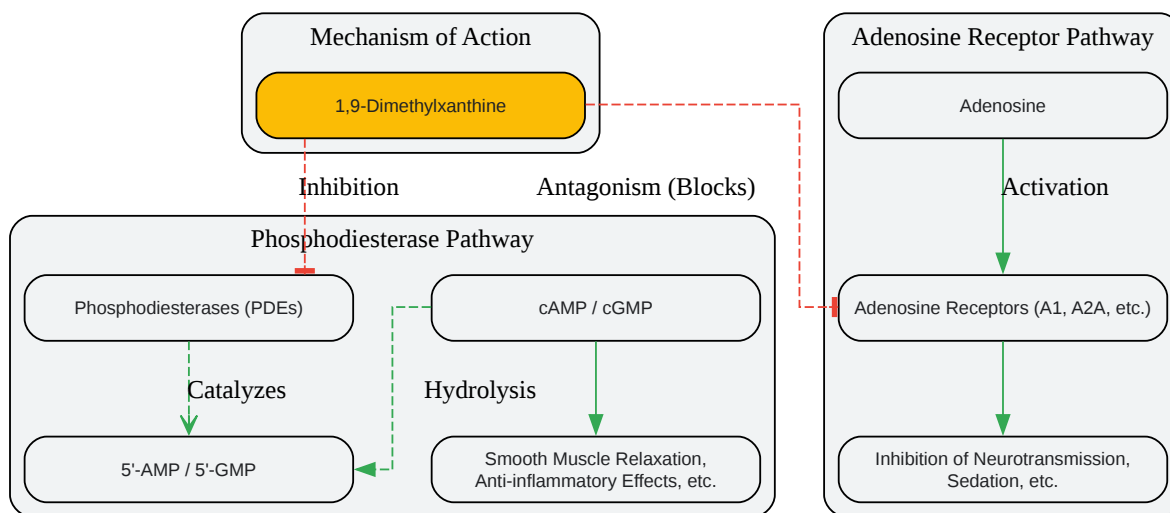 Mechanism of Action
1,9-Dimethylxanthine
Adenosine Receptor Pathway
Adenosine
Inhibition
Antagonism (Blocks)
Activation
Phosphodiesterase Pathway
Phosphodiesterases (PDEs)
cAMP / cGMP
Adenosine Receptors (A1, A2A, etc.)
Catalyzes
Hydrolysis
5'-AMP / 5'-GMP
Smooth Muscle Relaxation,
Anti-inflammatory Effects, etc.
Inhibition of Neurotransmission,
Sedation, etc.